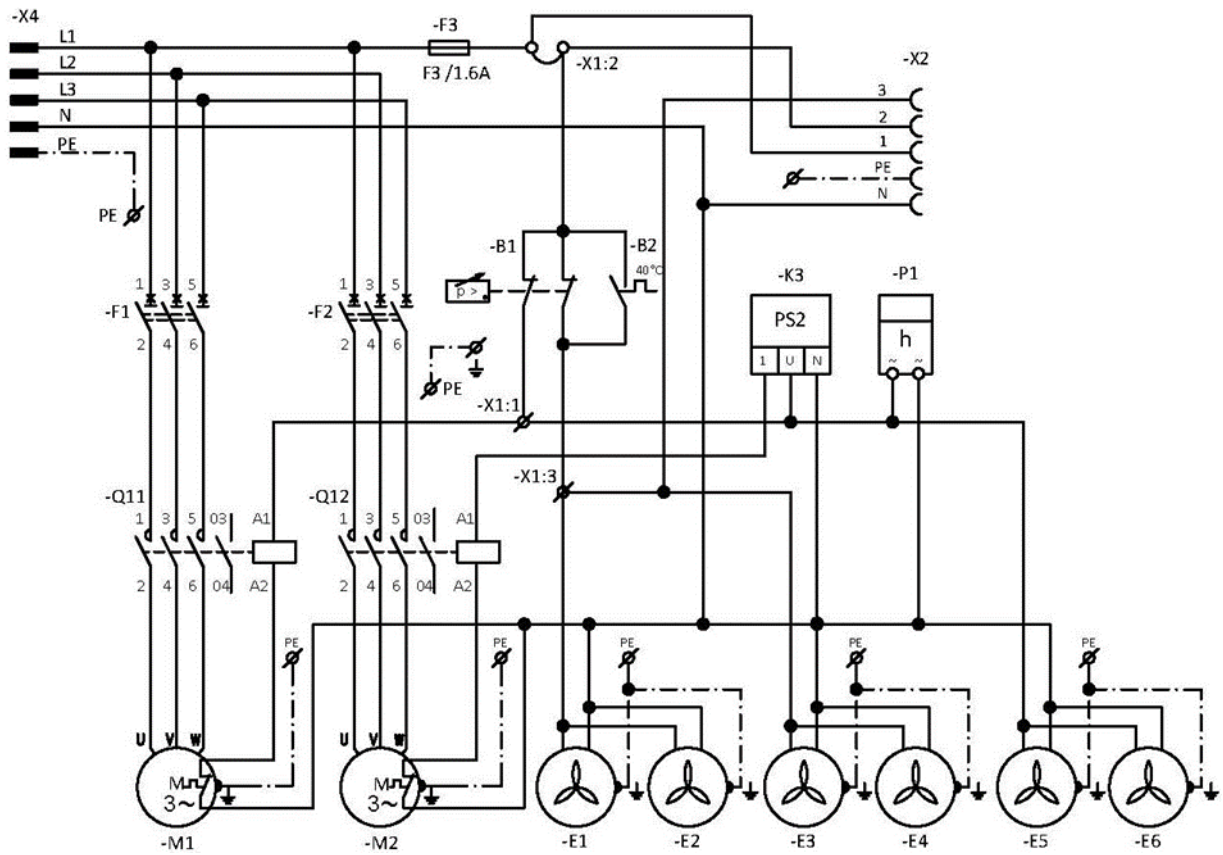 -X4
L1
-F3
L2
F3 /1.6A
-X1:2
-X2
L3
3
N
2
PE
1
PE
PE
N
-B1
-B2
40°C
-K3
-P1
1 3 5
1 3 5
p >
PS2
-F1
-F2
h
2 4 6
2 4 6
1 U N
~ ~
PE
-X1:1
-X1:3
-Q11
-Q12
1 3 5 03 A1
1 3 5 03 A1
2 4 6 04 A2
2 4 6 04 A2
PE
PE
PE
PE
PE
U V W
U V W
M
3~
M
3~
-M1
-M2
-E1
-E2
-E3
-E4
-E5
-E6